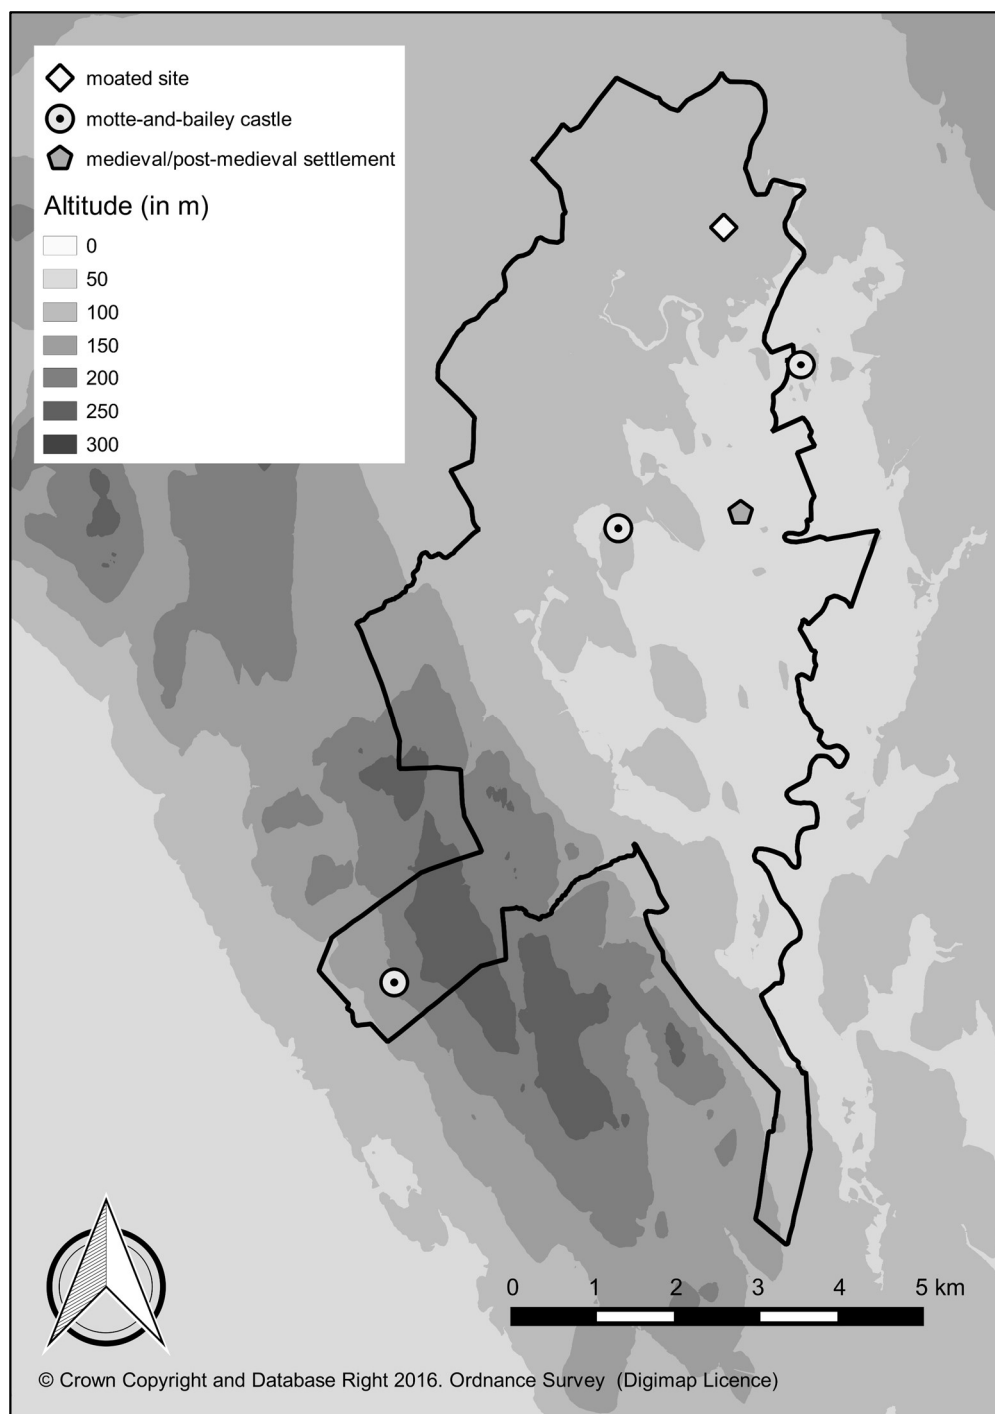 moated site
motte-and-bailey castle
medieval/post-medieval settlement
Altitude (in m)
0
50
100
150
200
250
300
0 1 2 3 4 5 km
© Crown Copyright and Database Right 2016. Ordnance Survey (Digimap Licence)